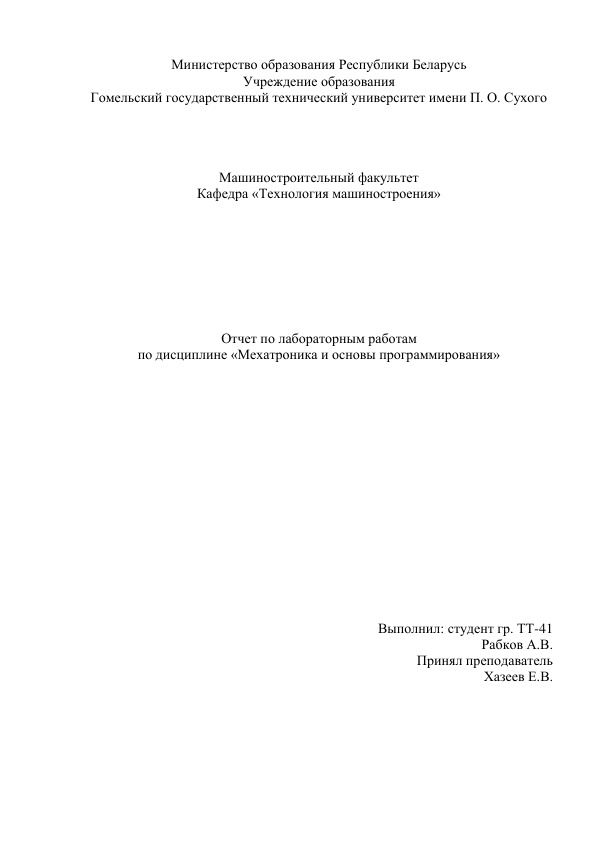 Министерство образования Республики Беларусь
Учреждение образования
Гомельский государственный технический университет имени П. О. Сухого
Машиностроительный факультет
Кафедра «Технология машиностроения»
Отчет по лабораторным работам
по дисциплине «Мехатроника и основы программирования»
Выполнил: студент гр. ТТ-41
Рабков А.В.
Принял преподаватель
Хазеев Е.В.